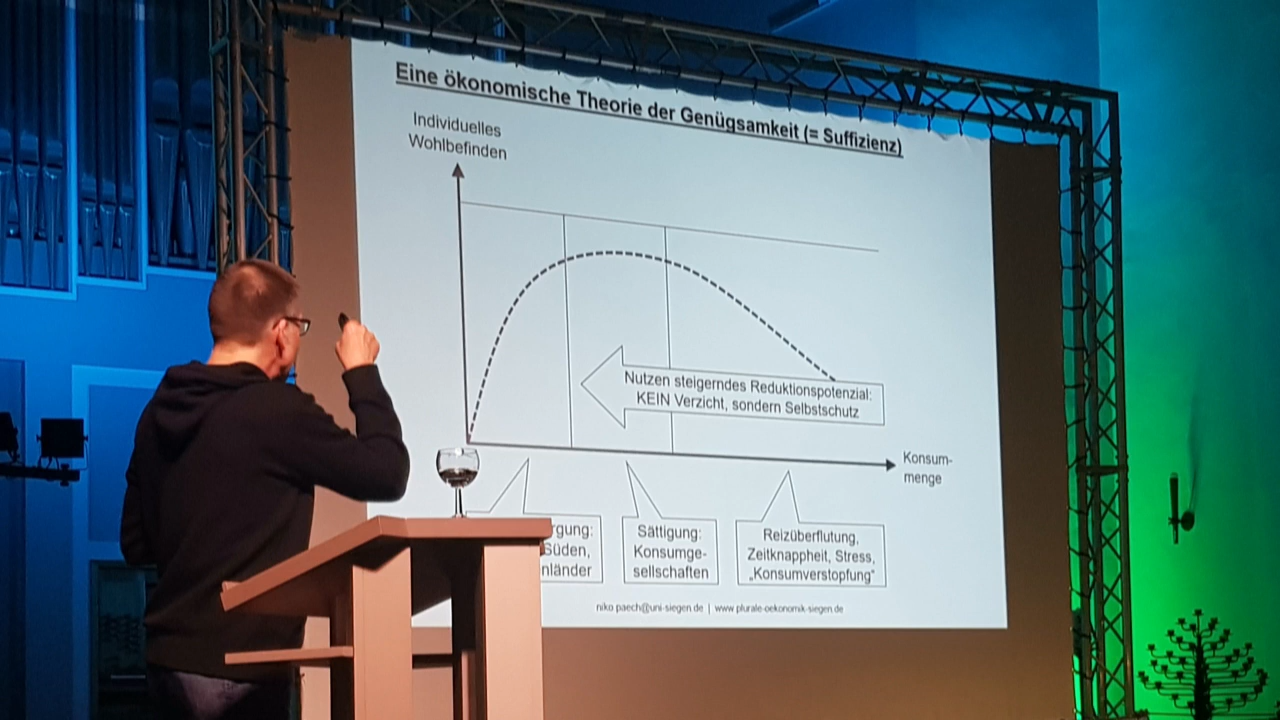 Eine ökonomische Theorie der Genügsamkeit (= Suffizienz)
Individuelles
Wohlbefinden
Nutzen steigerndes Reduktionspotenzial:
KEIN Verzicht, sondern Selbstschutz
Konsum-
menge
rgung:
Süden,
nländer
Sättigung:
Konsumge-
sellschaften
Reizüberflutung,
Zeitknappheit, Stress,
„Konsumverstopfung“
niko paech@uni-siegen.de | www.plurale-oekonomik-siegen.de